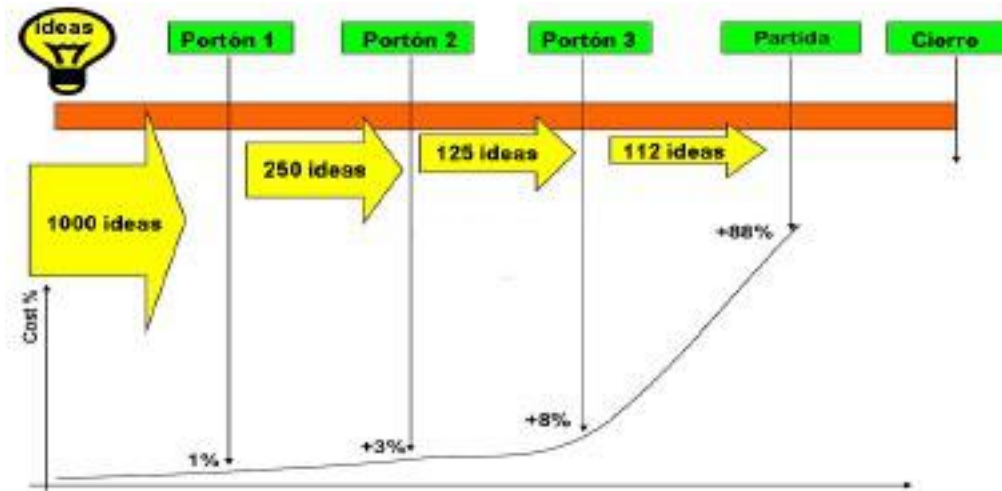 ideas
Portón 1
Portón 2
Portón 3
Partida
Cierro
1000 ideas
250 ideas
125 ideas
112 ideas
Cost %
1%
+3%
+8%
+88%